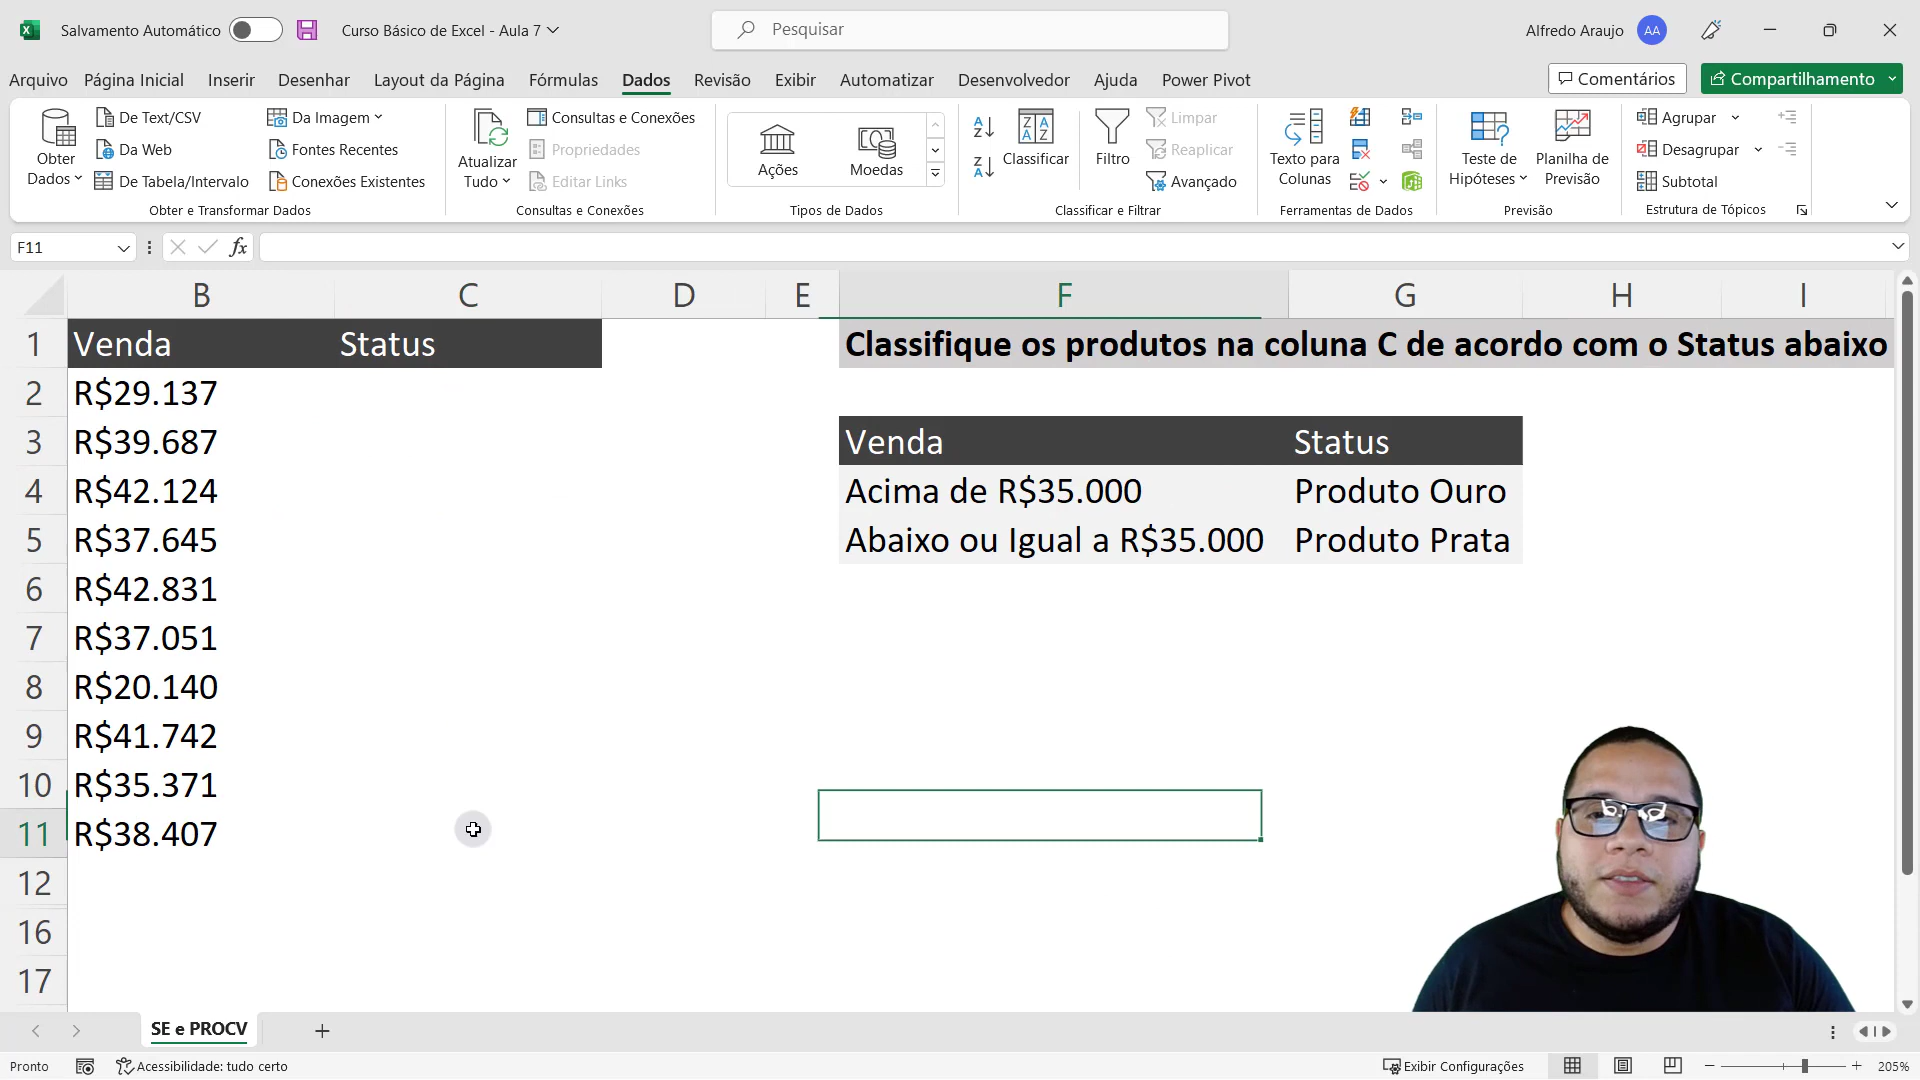 Salvamento Automático
Curso Básico de Excel - Aula 7
Pesquisar
Alfredo Araujo
AA
Arquivo
Página Inicial
Inserir
Desenhar
Layout da Página
Fórmulas
Dados
Revisão
Exibir
Automatizar
Desenvolvedor
Ajuda
Power Pivot
Comentários
Compartilhamento
Obter
Dados
De Text/CSV
Da Web
De Tabela/Intervalo
Da Imagem
Fontes Recentes
Conexões Existentes
Obter e Transformar Dados
Atualizar
Tudo
Consultas e Conexões
Propriedades
Editar Links
Consultas e Conexões
Ações
Moedas
Tipos de Dados
Classificar
Filtro
Limpar
Reaplicar
Avançado
Classificar e Filtrar
Texto para
Colunas
Ferramentas de Dados
Teste de
Hipóteses
Planilha de
Previsão
Previsão
Agrupar
Desagrupar
Subtotal
Estrutura de Tópicos
F11
fx
B C D E F G H I
1 Venda Status Classifique os produtos na coluna C de acordo com o Status abaixo
2 R$29.137
3 R$39.687 Venda Status
4 R$42.124 Acima de R$35.000 Produto Ouro
5 R$37.645 Abaixo ou Igual a R$35.000 Produto Prata
6 R$42.831
7 R$37.051
8 R$20.140
9 R$41.742
10 R$35.371
11 R$38.407
12
16
17
SE e PROCV
Pronto
Acessibilidade: tudo certo
Exibir Configurações
205%